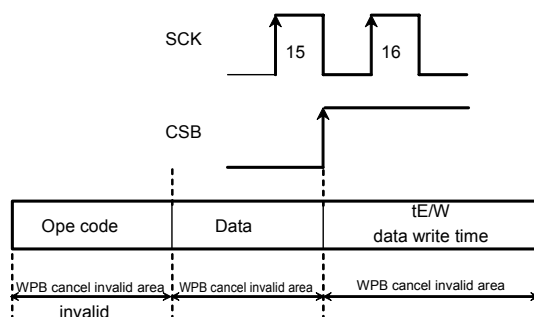 SCK
15
16
CSB
Ope code
Data
tE/W
data write time
WPB cancel invalid area
WPB cancel invalid area
WPB cancel invalid area
invalid